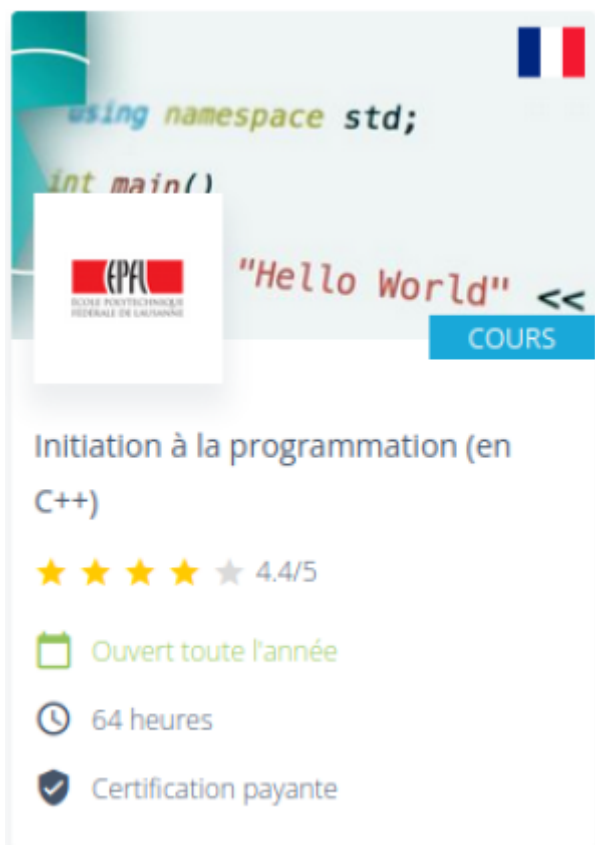 using namespace std;
int main()
"Hello World" <<
EPFL
ÉCOLE POLYTECHNIQUE
FÉDÉRALE DE LAUSANNE
COURS
Initiation à la programmation (en
C++)
4.4/5
Ouvert toute l'année
64 heures
Certification payante